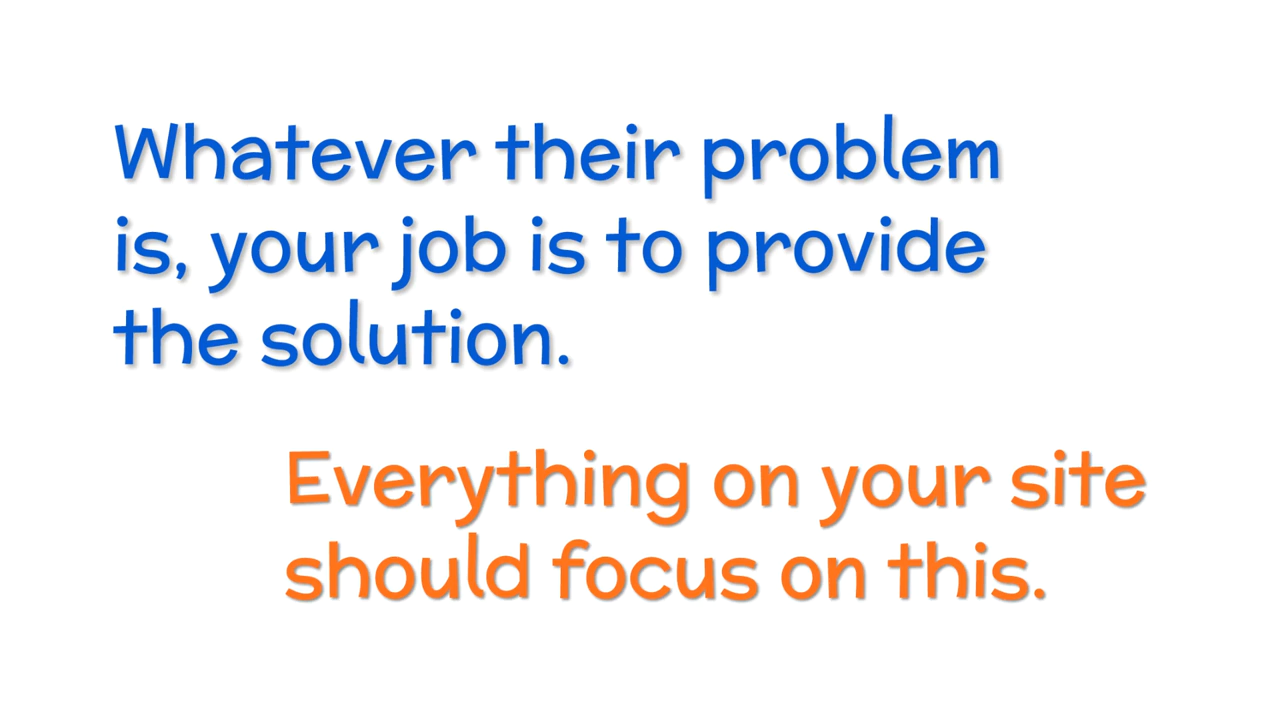 Whatever their problem
is, your job is to provide
the solution.
Everything on your site
should focus on this.